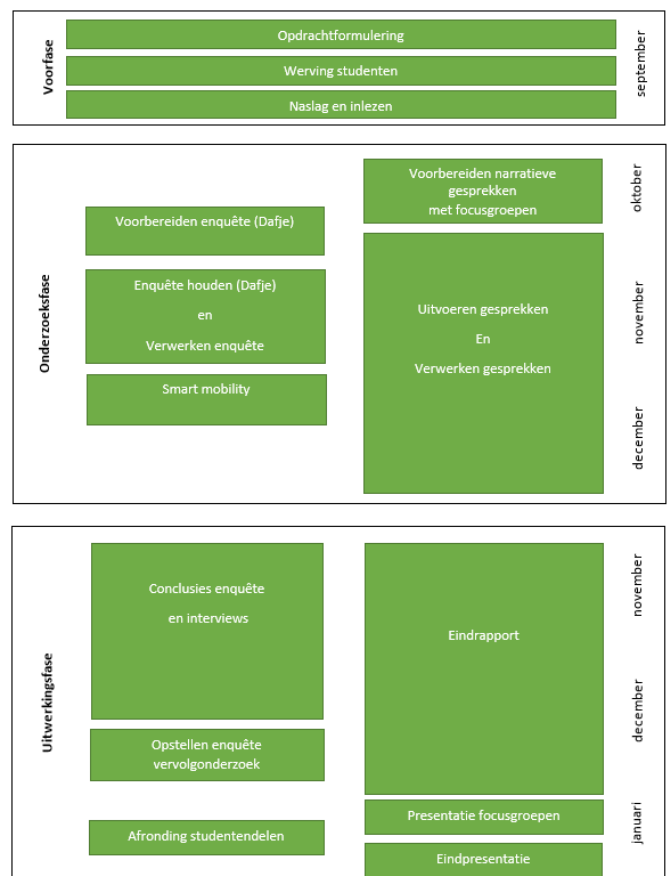 Voorfase
Opdrachtformulering
Werving studenten
Naslag en inlezen
september
Onderzoeksfase
Voorbereiden enquête (Dafje)
Enquête houden (Dafje)
en
Verwerken enquête
Smart mobility
Voorbereiden narratieve
gesprekken
met focusgroepen
Uitvoeren gesprekken
En
Verwerken gesprekken
oktober
november
december
Uitwerkingsfase
Conclusies enquête
en interviews
Opstellen enquête
vervolgonderzoek
Afronding studentendelen
Eindrapport
Presentatie focusgroepen
Eindpresentatie
november
december
januari